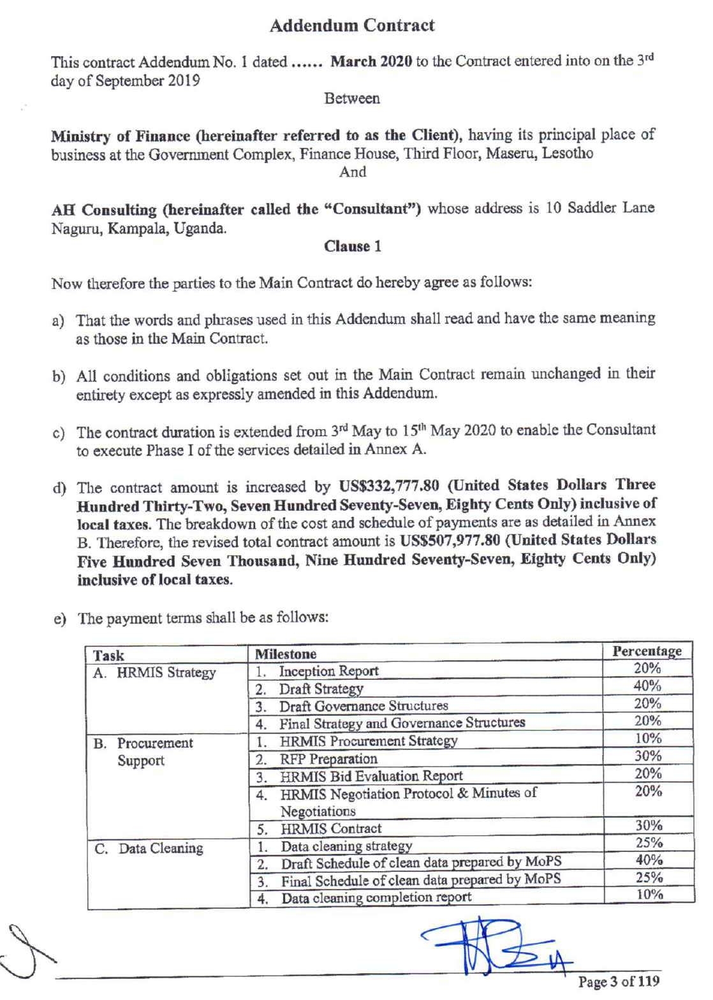 Addendum Contract
This contract Addendum No. 1 dated ...... March 2020 to the Contract entered into on the 3rd
day of September 2019
Between
Ministry of Finance (hereinafter referred to as the Client), having its principal place of
business at the Government Complex, Finance House, Third Floor, Maseru, Lesotho
And
AH Consulting (hereinafter called the “Consultant”) whose address is 10 Saddler Lane
Naguru, Kampala, Uganda.
Clause 1
Now therefore the parties to the Main Contract do hereby agree as follows:
a) That the words and phrases used in this Addendum shall read and have the same meaning
as those in the Main Contract.
b) All conditions and obligations set out in the Main Contract remain unchanged in their
entirety except as expressly amended in this Addendum.
c) The contract duration is extended from 3rd May to 15th May 2020 to enable the Consultant
to execute Phase I of the services detailed in Annex A.
d) The contract amount is increased by US$332,777.80 (United States Dollars Three
Hundred Thirty-Two, Seven Hundred Seventy-Seven, Eighty Cents Only) inclusive of
local taxes. The breakdown of the cost and schedule of payments are as detailed in Annex
B. Therefore, the revised total contract amount is US$507,977.80 (United States Dollars
Five Hundred Seven Thousand, Nine Hundred Seventy-Seven, Eighty Cents Only)
inclusive of local taxes.
e) The payment terms shall be as follows:
Task Milestone Percentage
A. HRMIS Strategy 1. Inception Report 20%
2. Draft Strategy 40%
3. Draft Governance Structures 20%
4. Final Strategy and Governance Structures 20%
B. Procurement 1. HRMIS Procurement Strategy 10%
Support 2. RFP Preparation 30%
3. HRMIS Bid Evaluation Report 20%
4. HRMIS Negotiation Protocol & Minutes of 20%
Negotiations
5. HRMIS Contract 30%
C. Data Cleaning 1. Data cleaning strategy 25%
2. Draft Schedule of clean data prepared by MoPS 40%
3. Final Schedule of clean data prepared by MoPS 25%
4. Data cleaning completion report 10%
Page 3 of 119